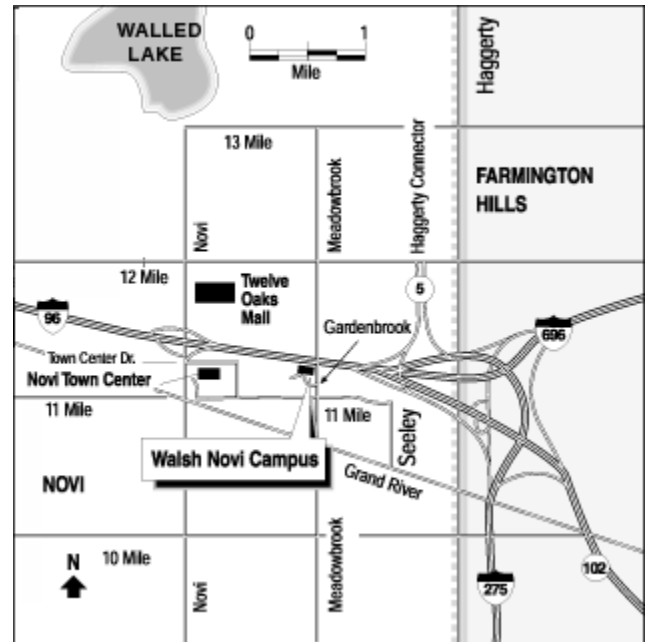 WALLED
LAKE
0 1
Mile
Haggerty
13 Mile
Novi
Meadowbrook
Haggerty Connector
FARMINGTON
HILLS
12 Mile
Twelve
Oaks
Mall
5
96
Gardenbrook
696
Town Center Dr.
Novi Town Center
11 Mile
11 Mile
Seeley
Walsh Novi Campus
Grand River
NOVI
N
10 Mile
Novi
Meadowbrook
275
102